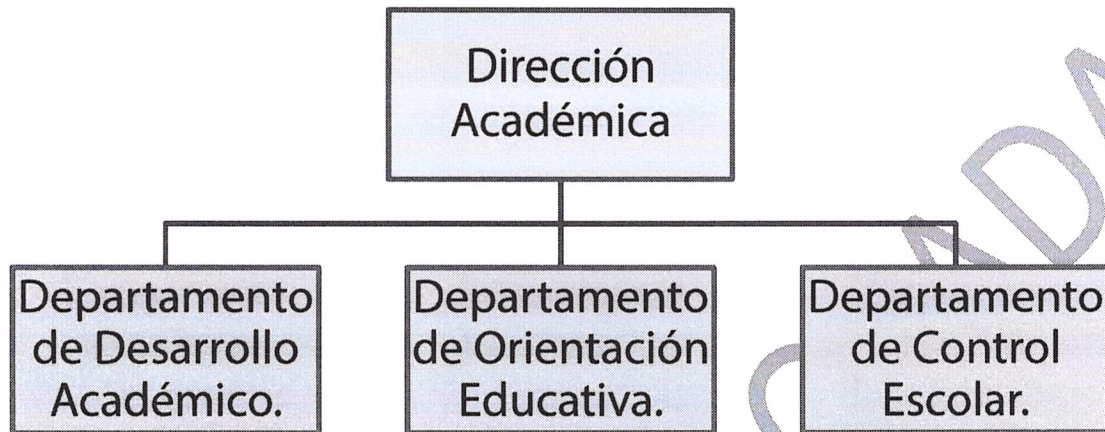 Dirección
Académica
Departamento
de Desarrollo
Académico.
Departamento
de Orientación
Educativa.
Departamento
de Control
Escolar.